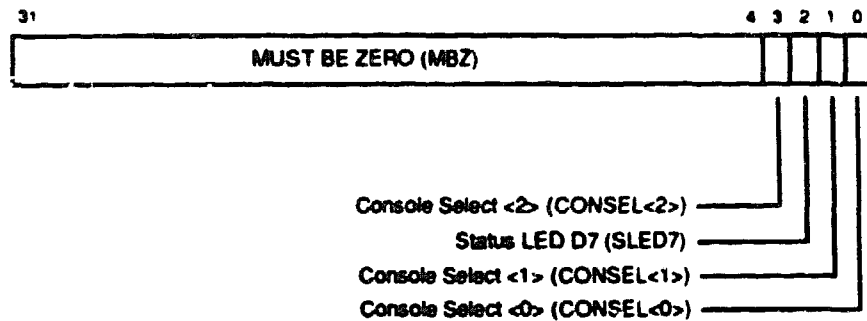 31 4 3 2 1 0
MUST BE ZERO (MBZ)
Console Select <2> (CONSEL<2>)
Status LED D7 (SLED7)
Console Select <1> (CONSEL<1>)
Console Select <0> (CONSEL<0>)